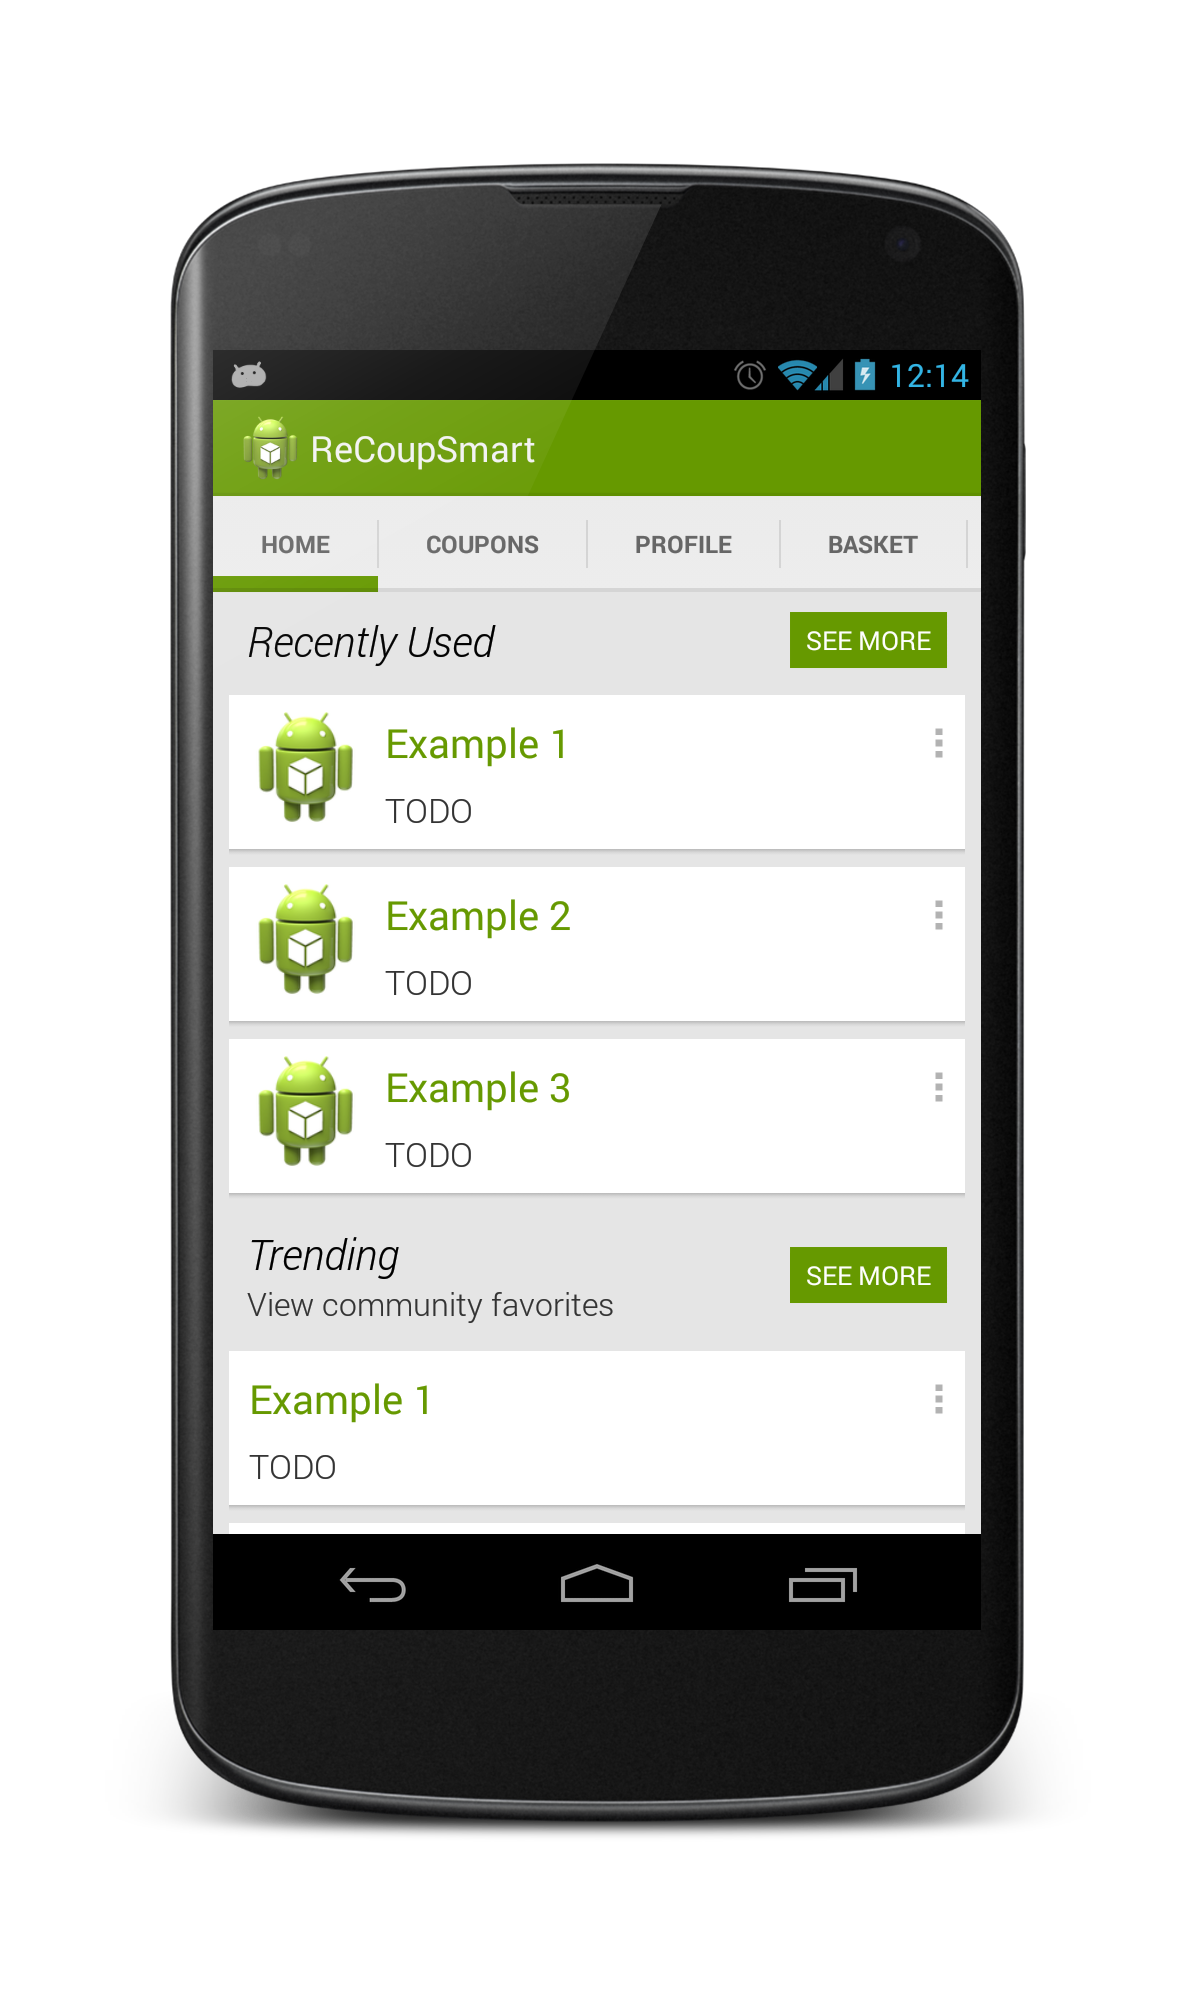 12:14
ReCoupSmart
HOME COUPONS PROFILE BASKET
Recently Used SEE MORE
Example 1
TODO
Example 2
TODO
Example 3
TODO
Trending
View community favorites SEE MORE
Example 1
TODO